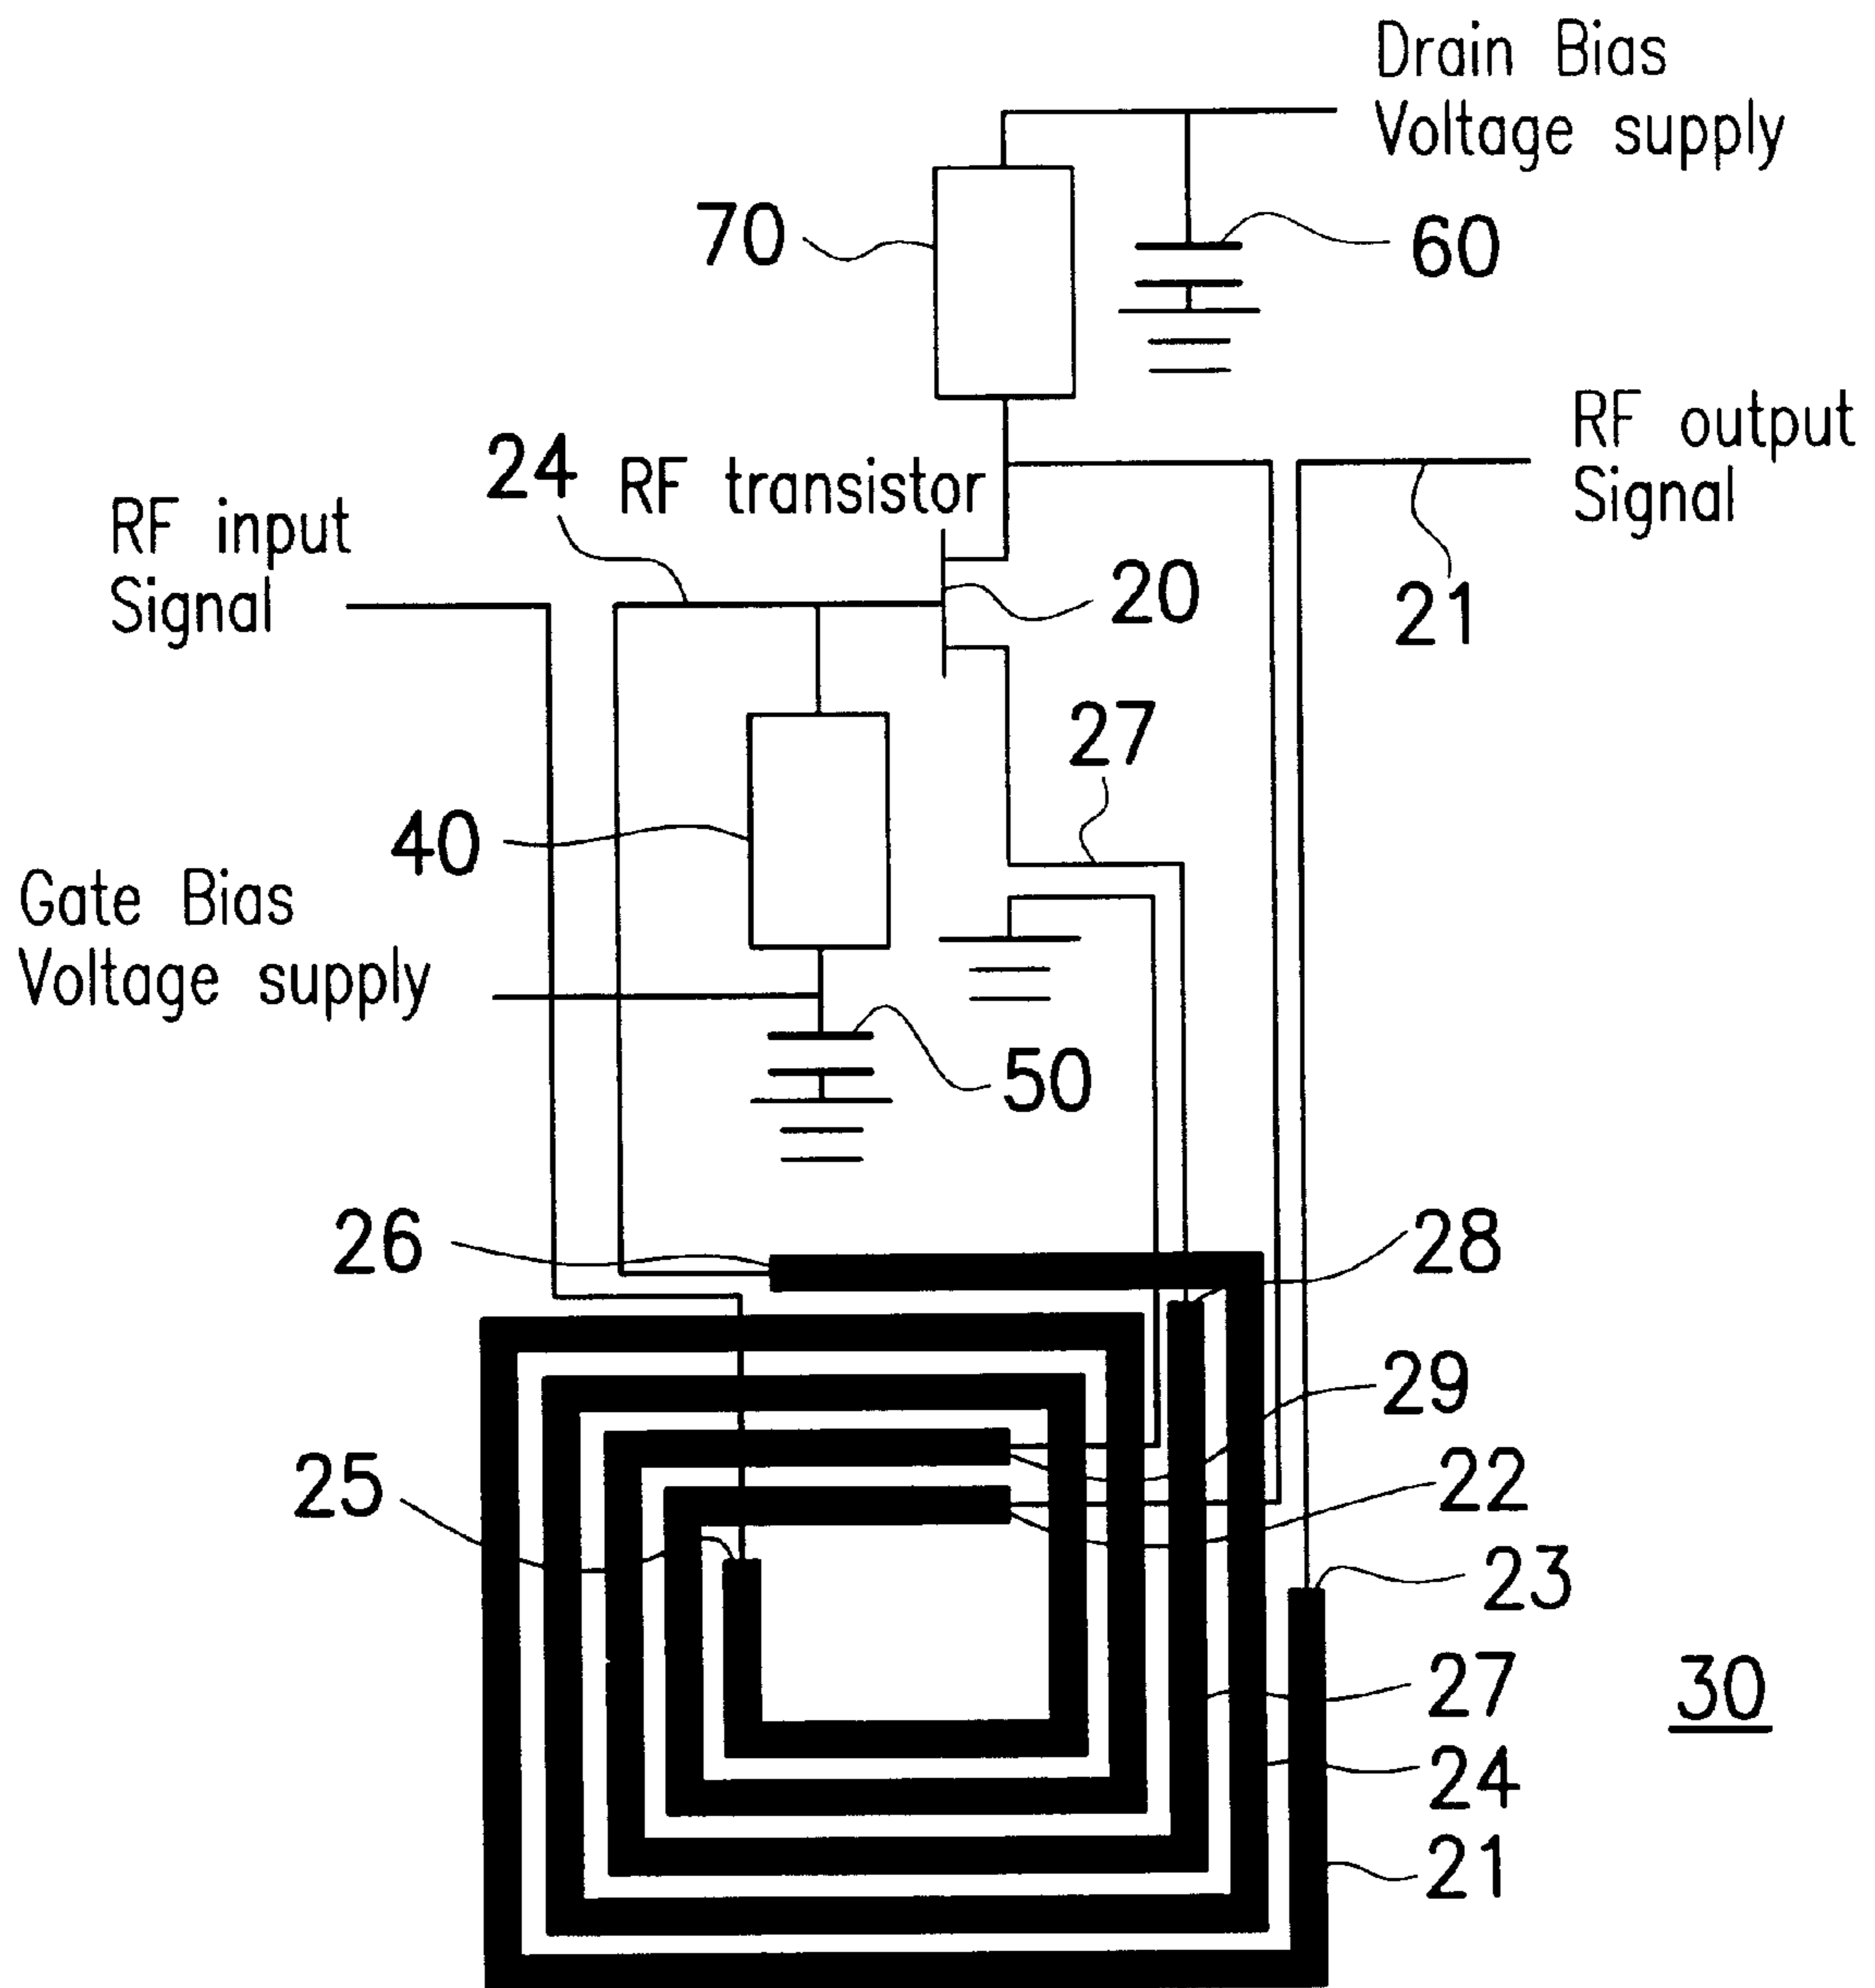 Drain Bias
Voltage supply
70
60
RF output
Signal
24
RF transistor
RF input
Signal
20
21
27
40
Gate Bias
Voltage supply
50
26
28
29
25
22
23
27
30
24
21